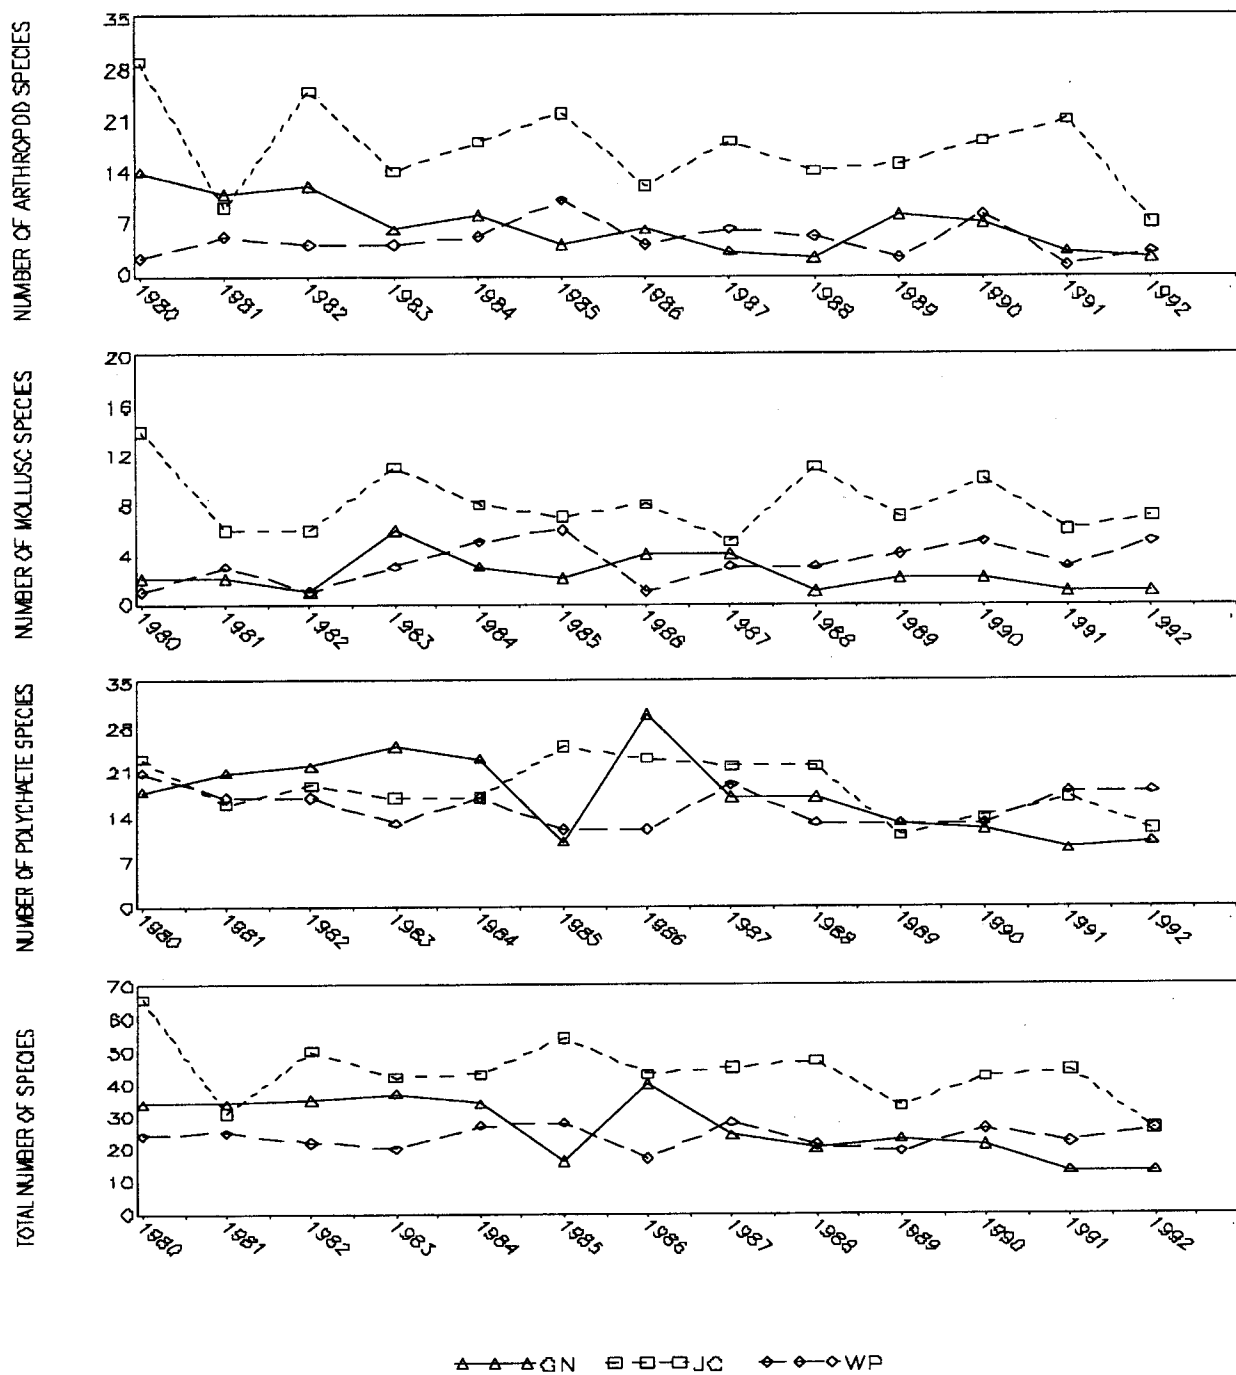 NUMBER OF ARTHROPOD SPECIES
35
28
21
14
7
0
1980 1981 1982 1983 1984 1985 1986 1987 1988 1989 1990 1991 1992
NUMBER OF MOLLUSC SPECIES
20
16
12
8
4
0
1980 1981 1982 1983 1984 1985 1986 1987 1988 1989 1990 1991 1992
NUMBER OF POLYCHAETE SPECIES
35
28
21
14
7
0
1980 1981 1982 1983 1984 1985 1986 1987 1988 1989 1990 1991 1992
TOTAL NUMBER OF SPECIES
70
60
50
40
30
20
10
0
1980 1981 1982 1983 1984 1985 1986 1987 1988 1989 1990 1991 1992
GN JC WP